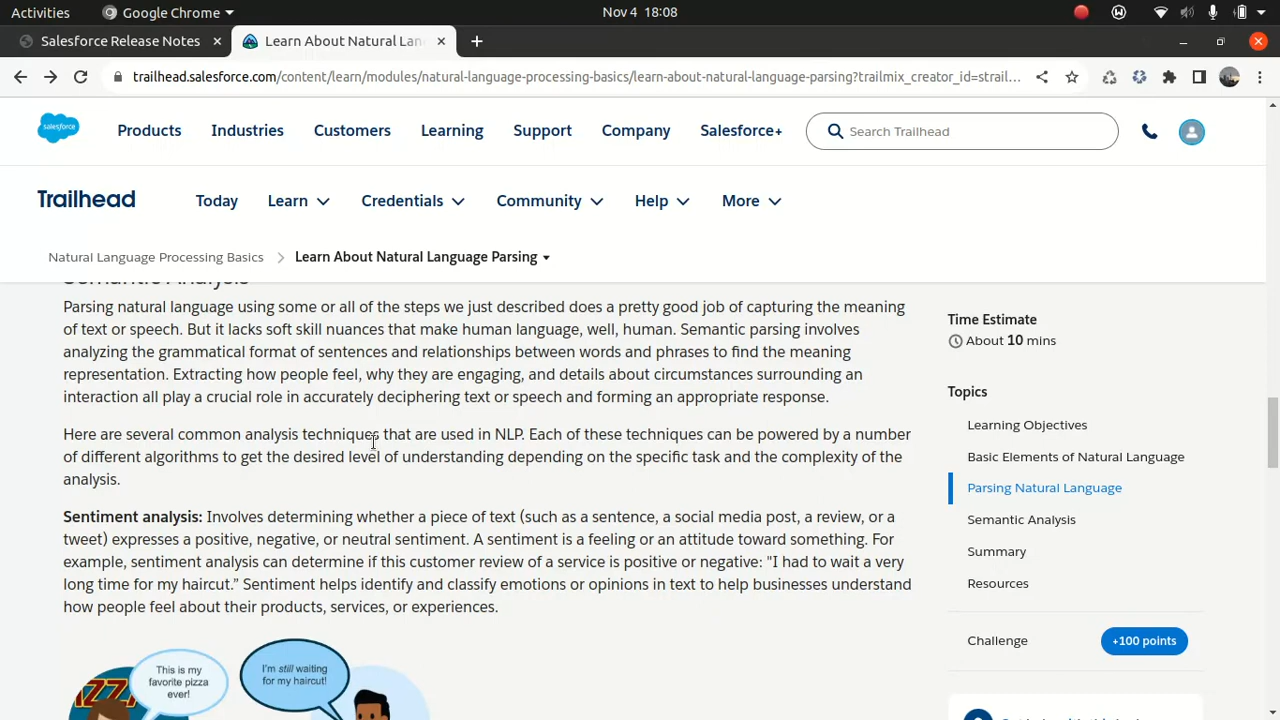 Activities
Google Chrome
Nov 4 18:08
Salesforce Release Notes
Learn About Natural Lan
trailhead.salesforce.com/content/learn/modules/natural-language-processing-basics/learn-about-natural-language-parsing?trailmix_creator_id=strail...
salesforce
Products Industries Customers Learning Support Company Salesforce+
Search Trailhead
Trailhead
Today Learn Credentials Community Help More
Natural Language Processing Basics
Learn About Natural Language Parsing
Semantic Analysis
Parsing natural language using some or all of the steps we just described does a pretty good job of capturing the meaning
of text or speech. But it lacks soft skill nuances that make human language, well, human. Semantic parsing involves
analyzing the grammatical format of sentences and relationships between words and phrases to find the meaning
representation. Extracting how people feel, why they are engaging, and details about circumstances surrounding an
interaction all play a crucial role in accurately deciphering text or speech and forming an appropriate response.
Here are several common analysis techniques that are used in NLP. Each of these techniques can be powered by a number
of different algorithms to get the desired level of understanding depending on the specific task and the complexity of the
analysis.
Sentiment analysis: Involves determining whether a piece of text (such as a sentence, a social media post, a review, or a
tweet) expresses a positive, negative, or neutral sentiment. A sentiment is a feeling or an attitude toward something. For
example, sentiment analysis can determine if this customer review of a service is positive or negative: "I had to wait a very
long time for my haircut.” Sentiment helps identify and classify emotions or opinions in text to help businesses understand
how people feel about their products, services, or experiences.
This is my
favorite pizza
ever!
I'm still waiting
for my haircut!
Time Estimate
About 10 mins
Topics
Learning Objectives
Basic Elements of Natural Language
Parsing Natural Language
Semantic Analysis
Summary
Resources
Challenge
+100 points